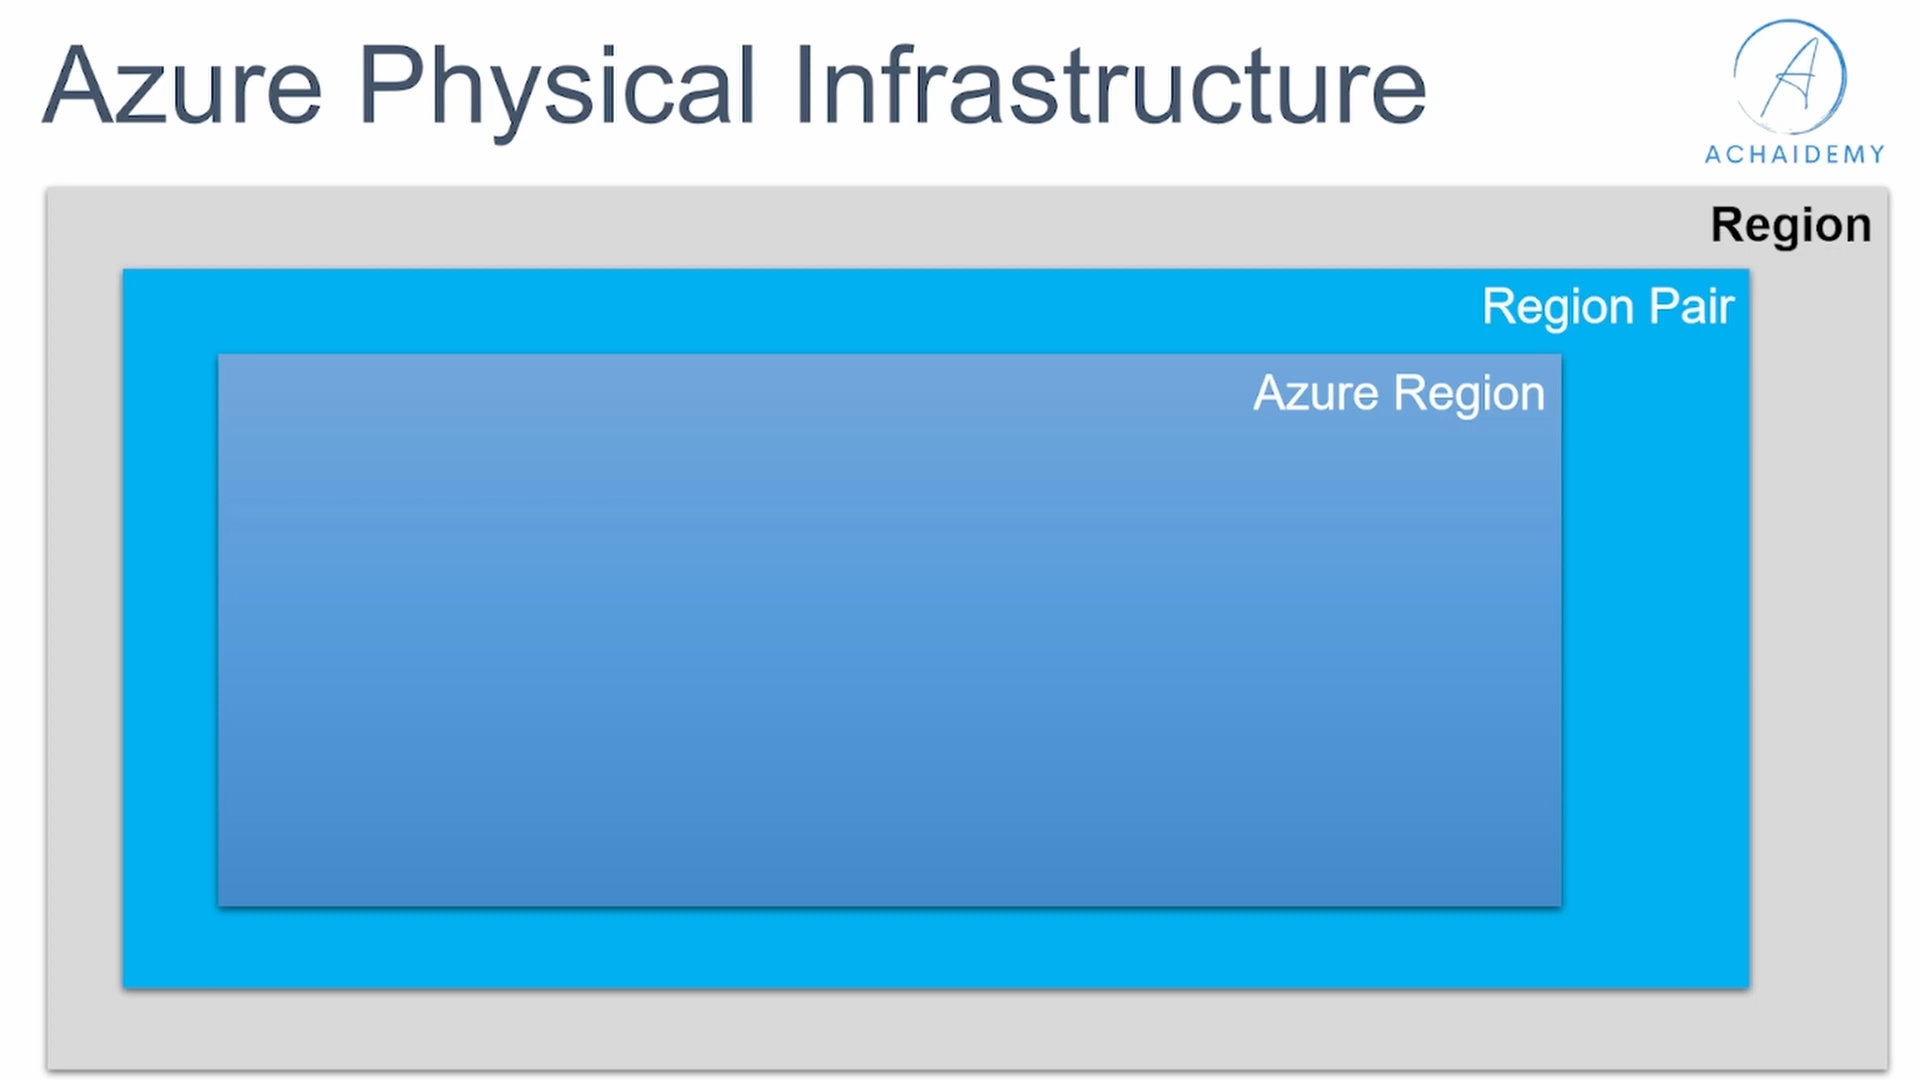 Azure Physical Infrastructure
ACHAIDEMY
Region
Region Pair
Azure Region